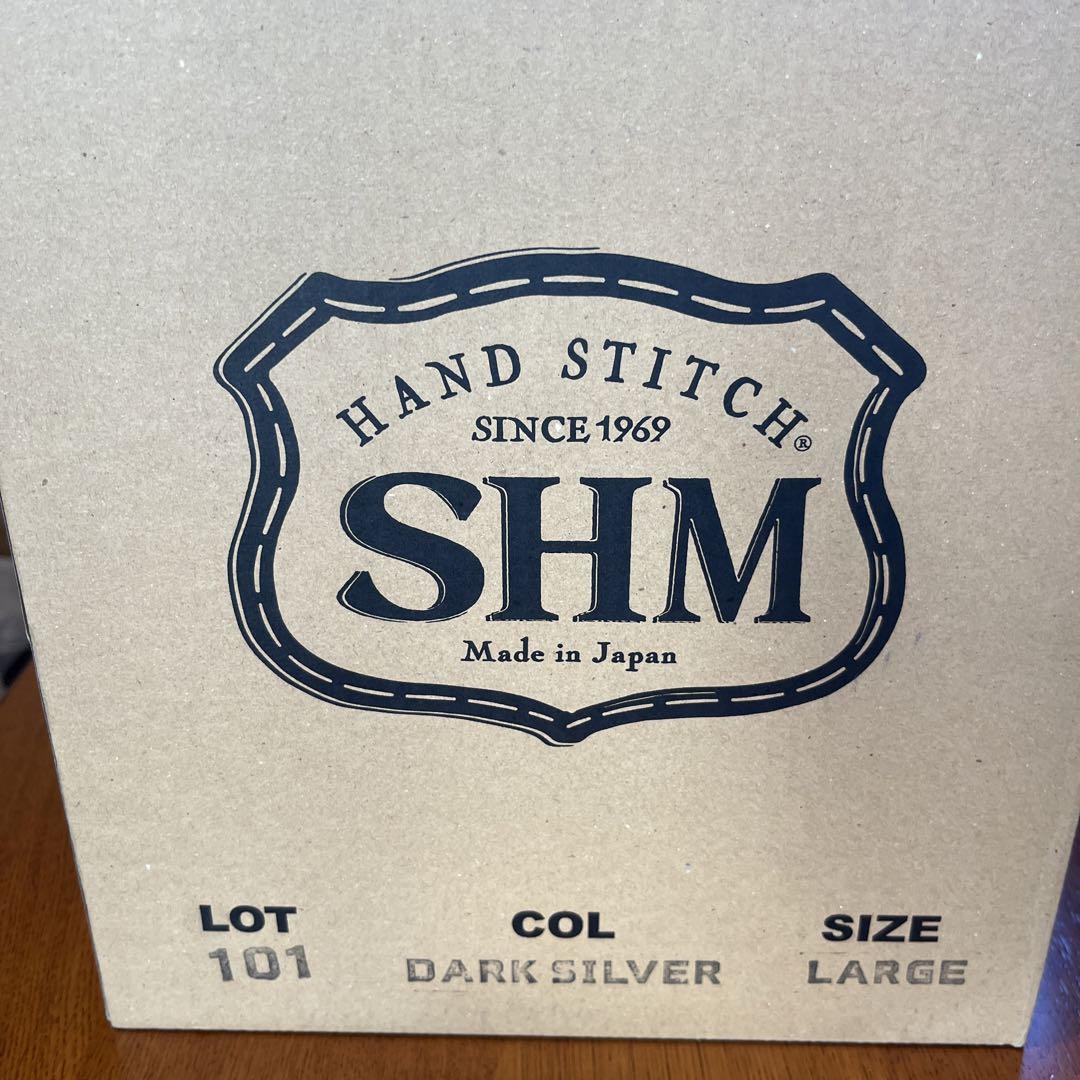 HAND STITCH®
SINCE 1969
SHM
Made in Japan
LOT COL SIZE
101 DARK SILVER LARGE